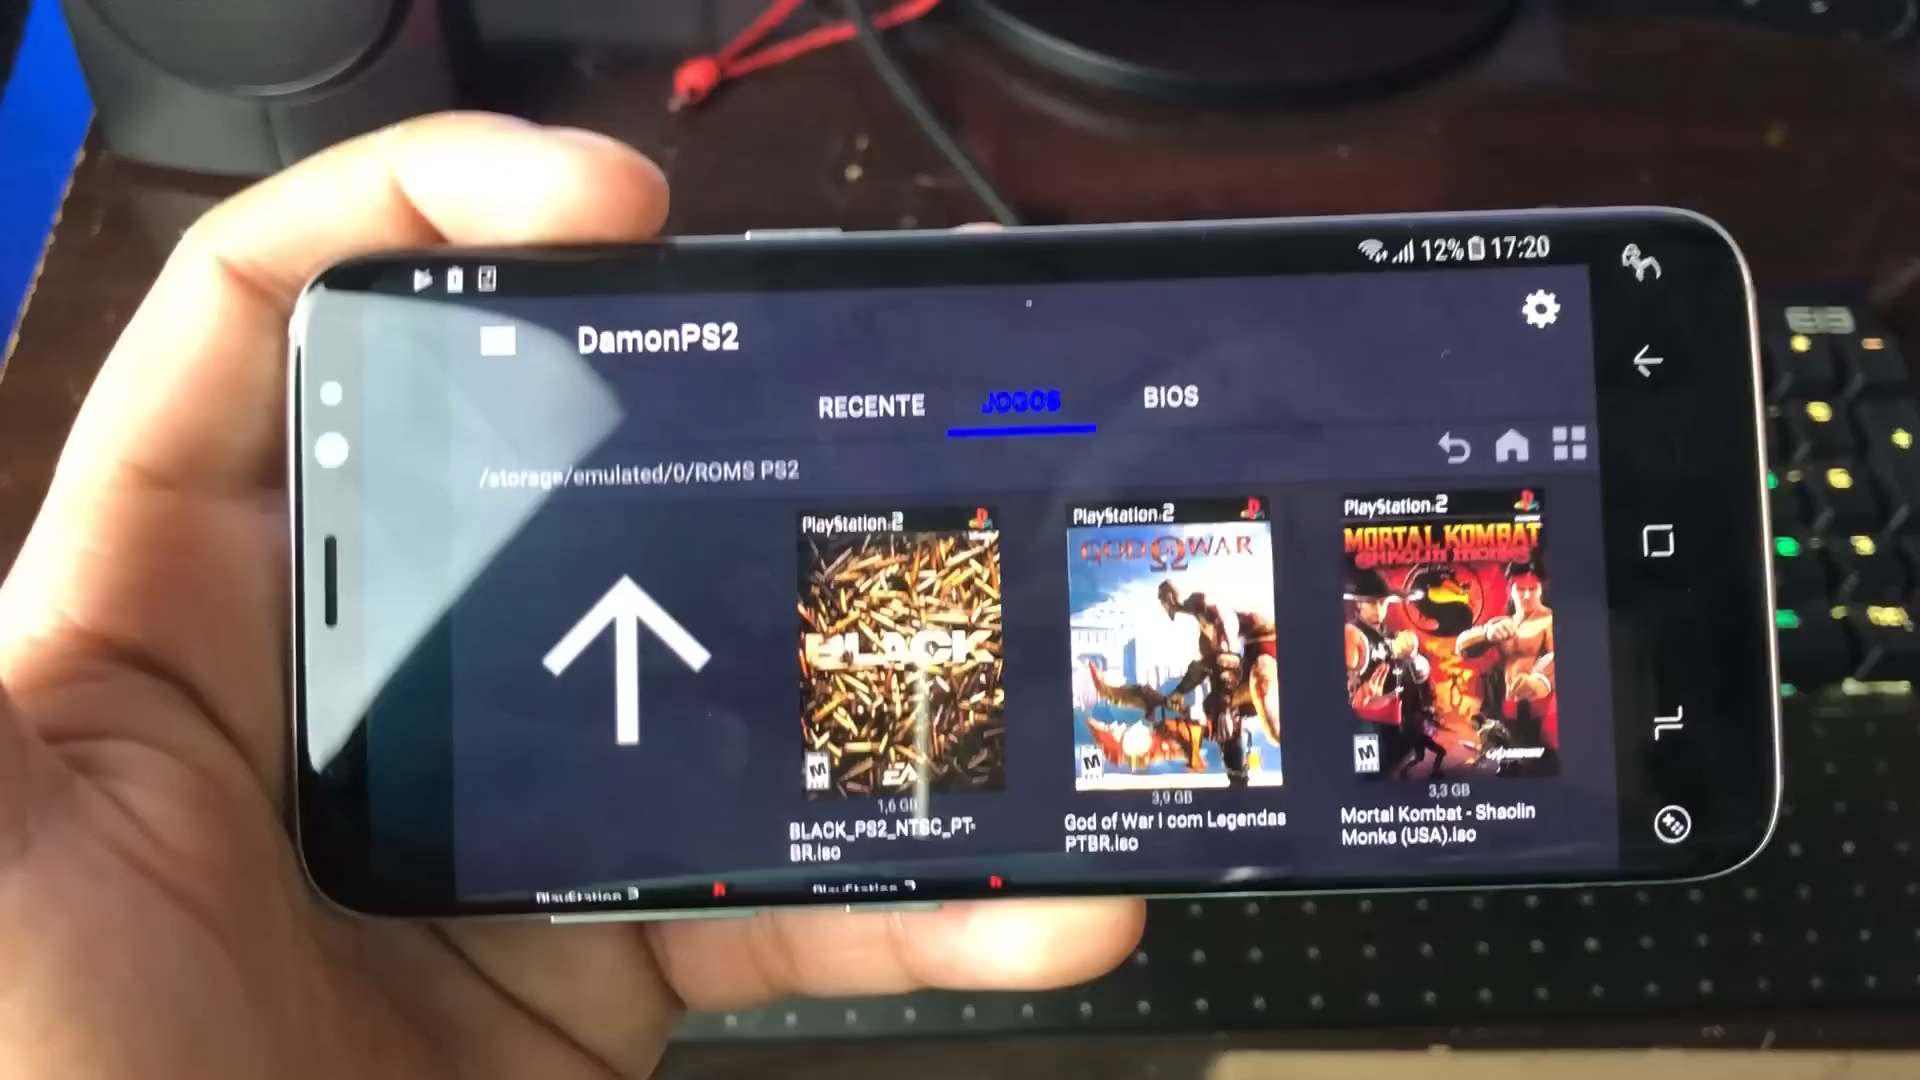 12% 17:20
DamonPS2
RECENTE JOGOS BIOS
/storage/emulated/0/ROMS PS2
PlayStation.2
PlayStation.2
PlayStation.2
GOD OF WAR
MORTAL KOMBAT
SHAOLIN MONKS
BLACK
M
EA
M
M
1,6 GB
3,9 GB
3,3 GB
BLACK_PS2_NTSC_PT-
BR.iso
God of War I com Legendas
PTBR.iso
Mortal Kombat - Shaolin
Monks (USA).iso